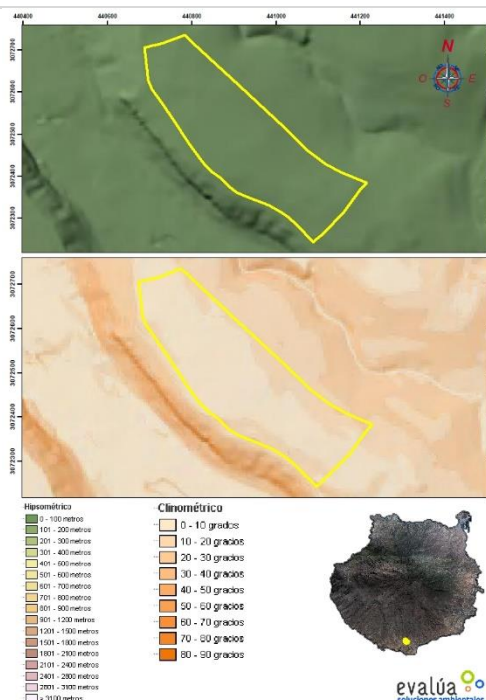 440400 440600 440800 441000 441200 441400
N
O E
S
3072300
3072700
3072600
3072500
3072400
3072300
Hipsométrico
0 - 100 metros
101 - 200 metros
201 - 300 metros
301 - 400 metros
401 - 500 metros
501 - 600 metros
601 - 700 metros
701 - 800 metros
801 - 900 metros
901 - 1200 metros
1201 - 1500 metros
1501 - 1800 metros
1801 - 2100 metros
2101 - 2400 metros
2401 - 2800 metros
2801 - 3100 metros
> 3100 metros
Clinométrico
0 - 10 grados
10 - 20 grados
20 - 30 grados
30 - 40 grados
40 - 50 grados
50 - 60 grados
60 - 70 grados
70 - 80 grados
80 - 90 grados
evalúa
soluciones ambientales